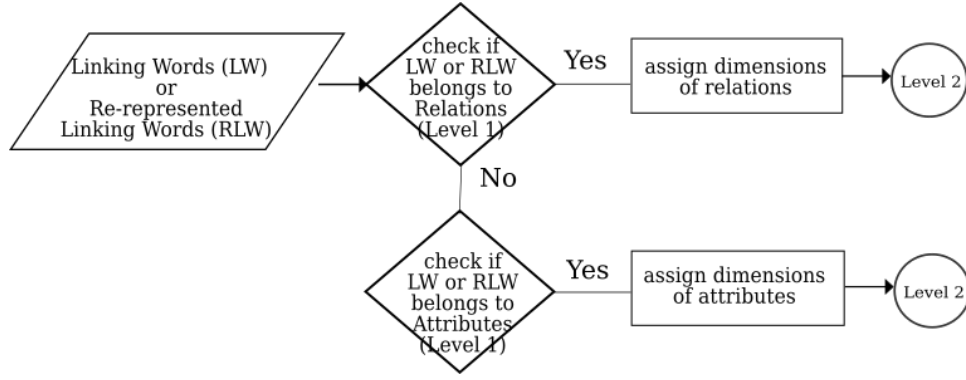 Linking Words (LW)
or
Re-represented
Linking Words (RLW)
check if
LW or RLW
belongs to
Relations
(Level 1)
Yes
assign dimensions
of relations
Level 2
No
check if
LW or RLW
belongs to
Attributes
(Level 1)
Yes
assign dimensions
of attributes
Level 2